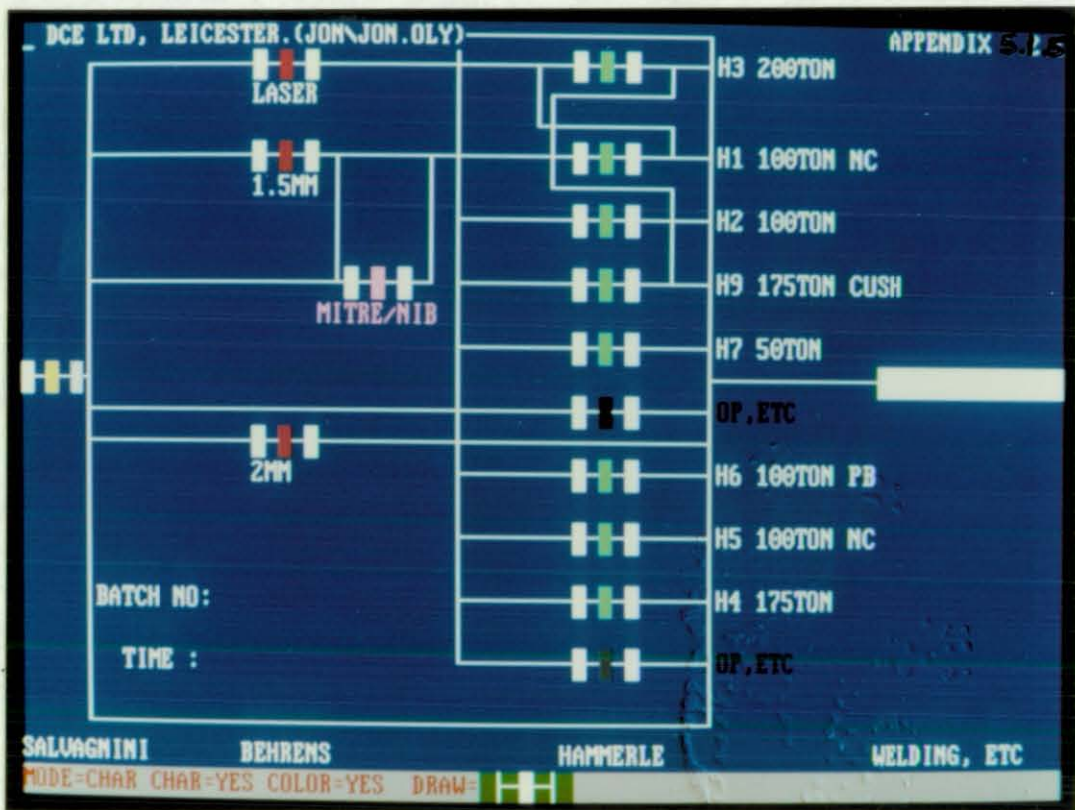 _ DCE LTD, LEICESTER.(JON\JON.OLY)
APPENDIX 5.1.5
LASER
H3 200TON
1.5MM
H1 100TON NC
H2 100TON
H9 175TON CUSH
MITRE/NIB
H7 50TON
OP,ETC
2MM
H6 100TON PB
H5 100TON NC
BATCH NO:
H4 175TON
TIME :
OP,ETC
SALVAGNINI BEHRENS HAMMERLE WELDING, ETC
MODE=CHAR CHAR=YES COLOR=YES DRAW=